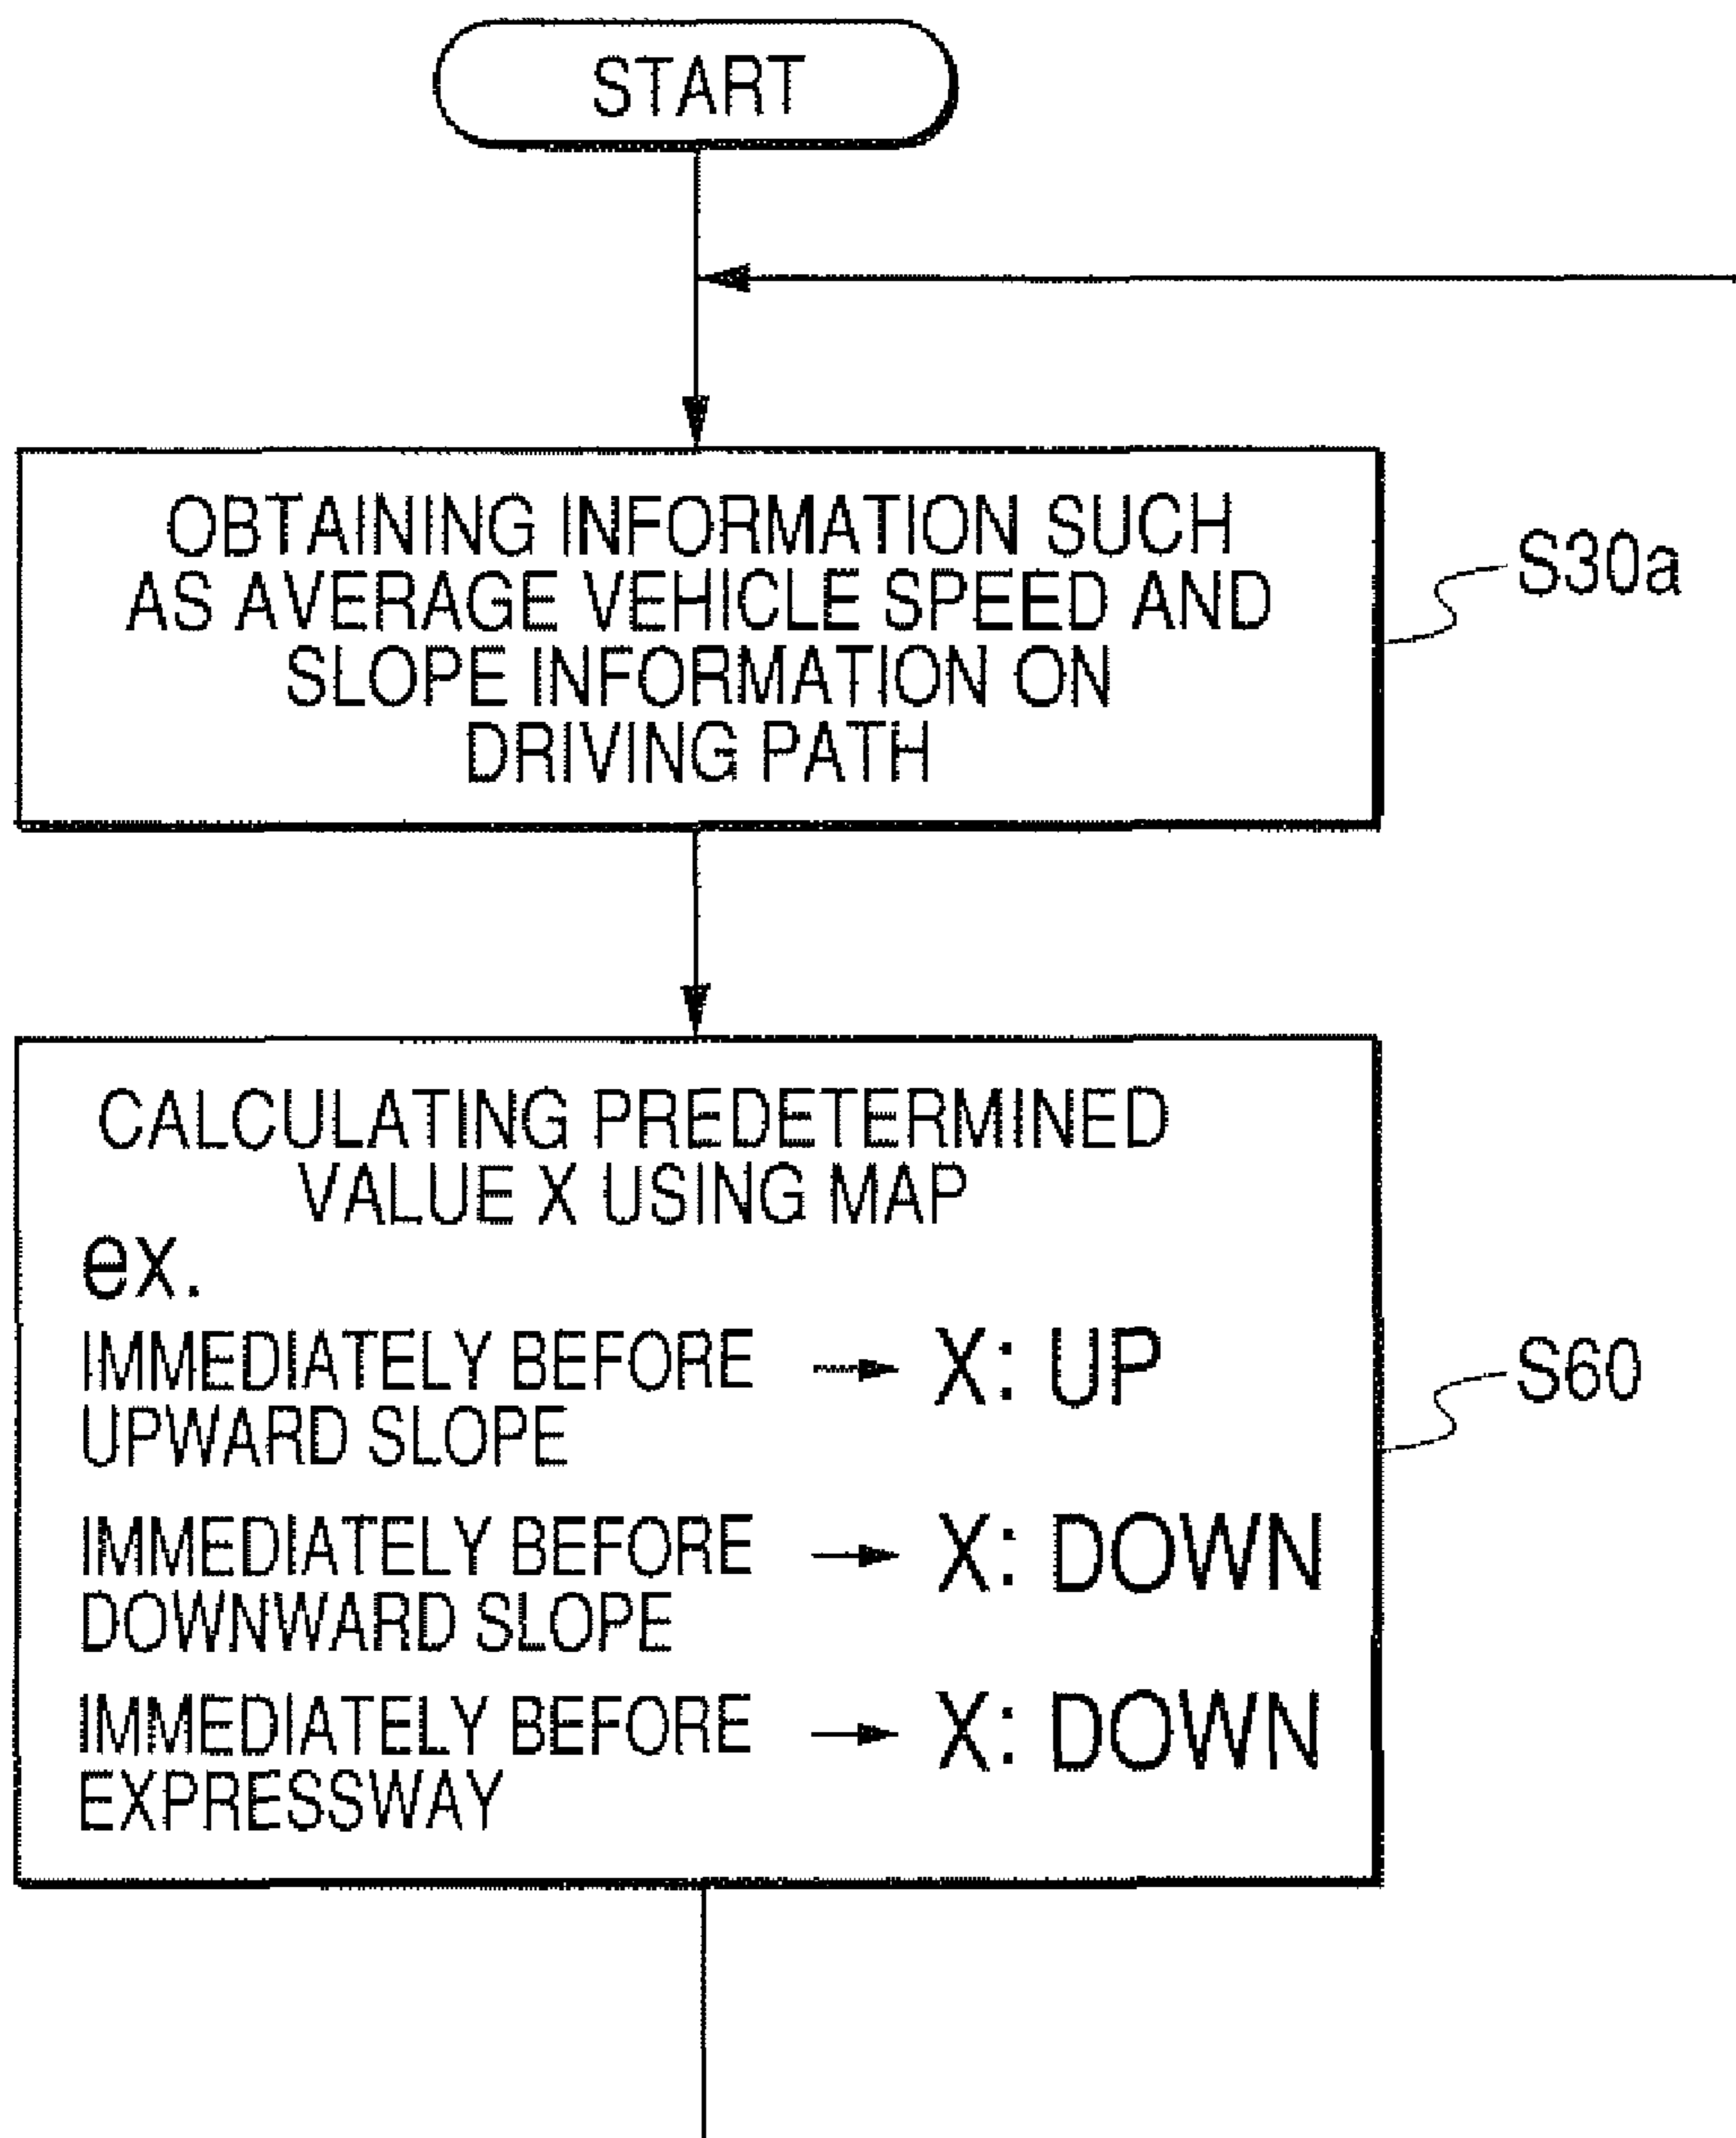 START
OBTAINING INFORMATION SUCH
AS AVERAGE VEHICLE SPEED AND
SLOPE INFORMATION ON
DRIVING PATH
S30a
CALCULATING PREDETERMINED
VALUE X USING MAP
ex.
IMMEDIATELY BEFORE → X: UP
UPWARD SLOPE
IMMEDIATELY BEFORE → X: DOWN
DOWNWARD SLOPE
IMMEDIATELY BEFORE → X: DOWN
EXPRESSWAY
S60